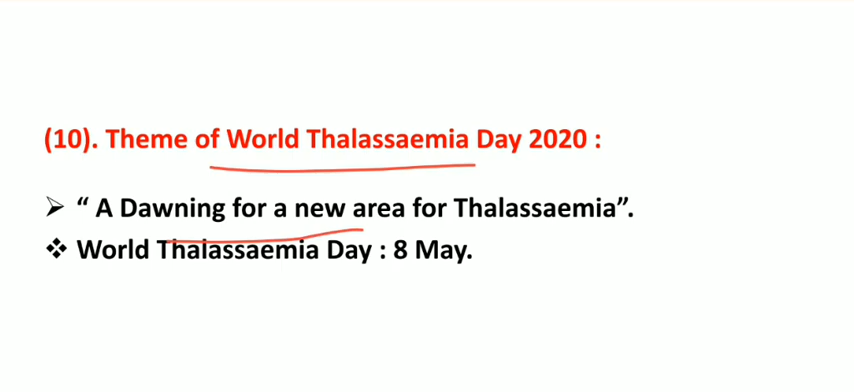 (10). Theme of World Thalassaemia Day 2020 :
➢ “ A Dawning for a new area for Thalassaemia”.
❖ World Thalassaemia Day : 8 May.